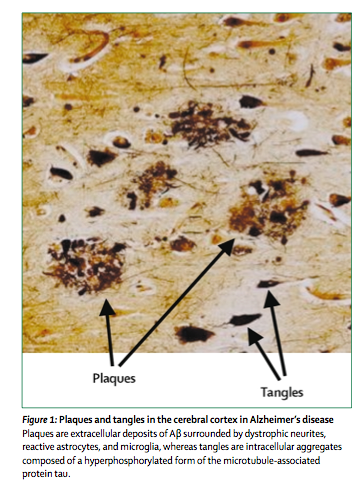 Plaques
Tangles
Figure 1: Plaques and tangles in the cerebral cortex in Alzheimer's disease
Plaques are extracellular deposits of Aβ surrounded by dystrophic neurites,
reactive astrocytes, and microglia, whereas tangles are intracellular aggregates
composed of a hyperphosphorylated form of the microtubule-associated
protein tau.